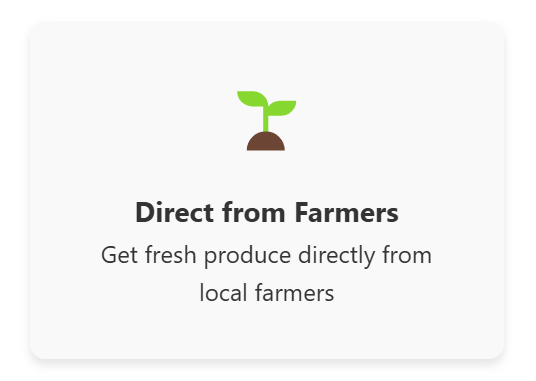 Direct from Farmers
Get fresh produce directly from
local farmers